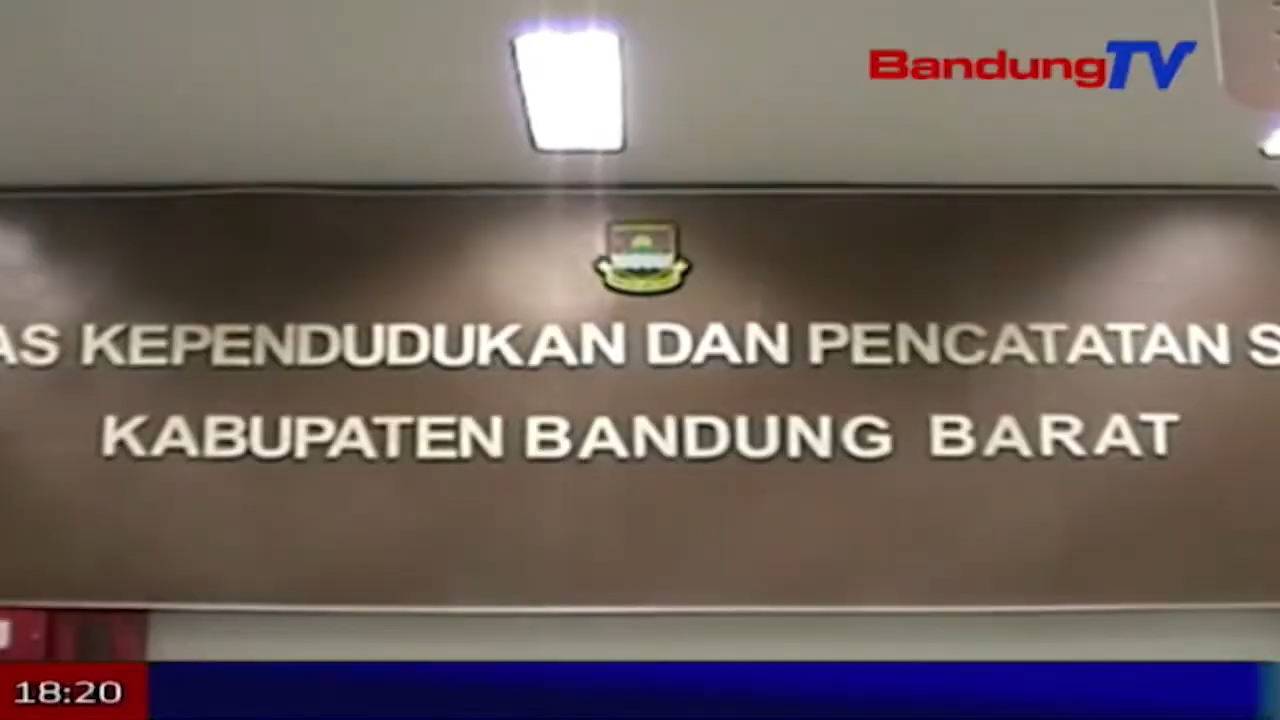 BandungTV
AS KEPENDUDUKAN DAN PENCATATAN S
KABUPATEN BANDUNG BARAT
18:20